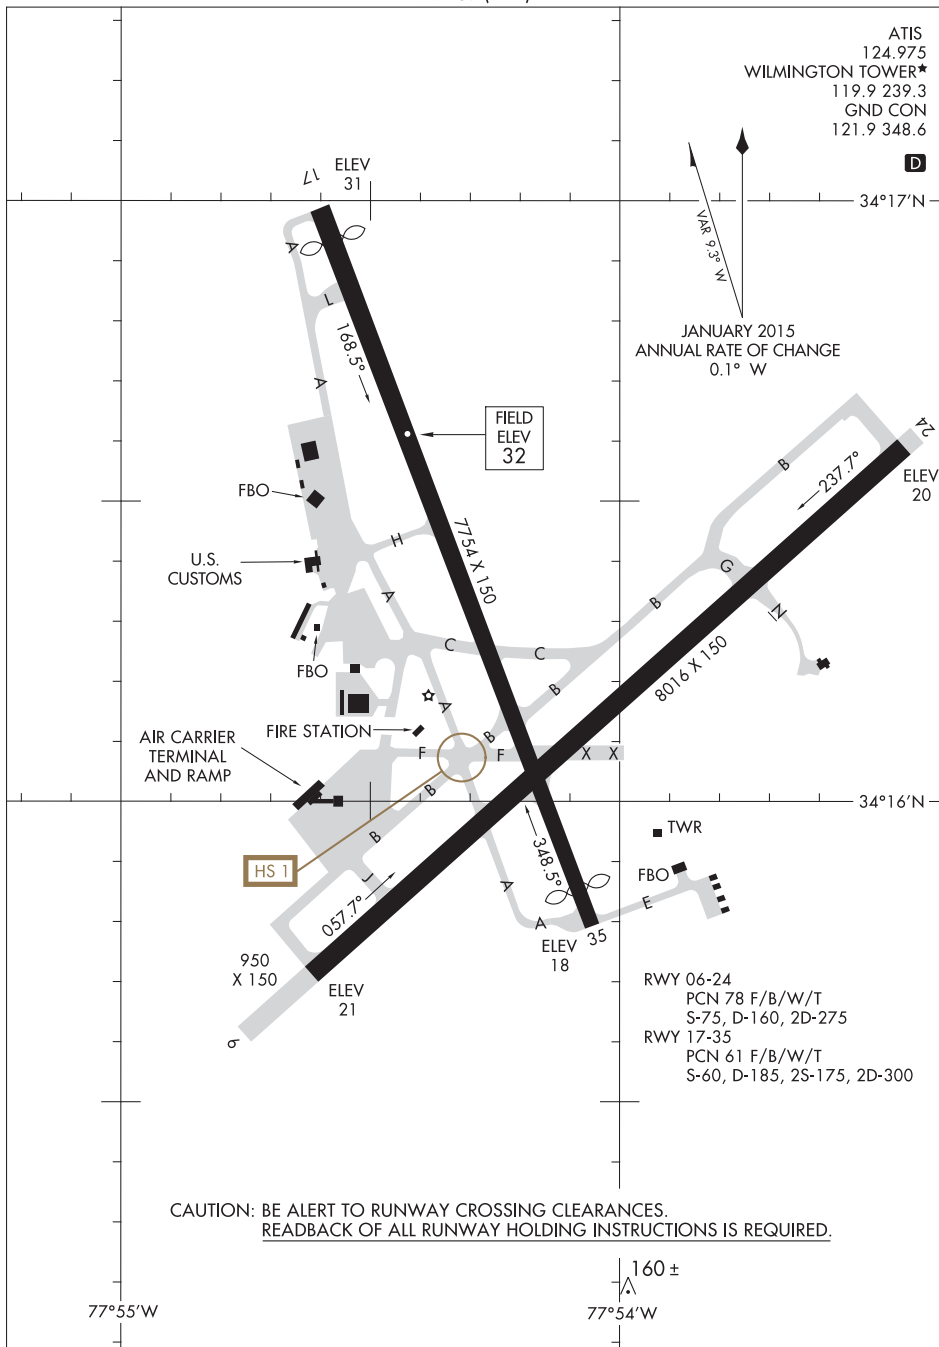 ATIS
124.975
WILMINGTON TOWER★
119.9 239.3
GND CON
121.9 348.6
D
34°17'N
VAR 9.3° W
JANUARY 2015
ANNUAL RATE OF CHANGE
0.1° W
17
ELEV
31
A
L
168.5°
A
FIELD
ELEV
32
FBO
H
7754 X 150
U.S.
CUSTOMS
A
FBO
C
C
B
237.7°
24
ELEV
20
G
N
B
8016 X 150
B
A
B
FIRE STATION
F
F
X X
AIR CARRIER
TERMINAL
AND RAMP
B
B
34°16'N
HS 1
J
057.7°
348.5°
A
A
TWR
FBO
E
35
ELEV
18
950
X 150
ELEV
21
6
RWY 06-24
PCN 78 F/B/W/T
S-75, D-160, 2D-275
RWY 17-35
PCN 61 F/B/W/T
S-60, D-185, 2S-175, 2D-300
CAUTION: BE ALERT TO RUNWAY CROSSING CLEARANCES.
READBACK OF ALL RUNWAY HOLDING INSTRUCTIONS IS REQUIRED.
160 ±
77°55'W
77°54'W